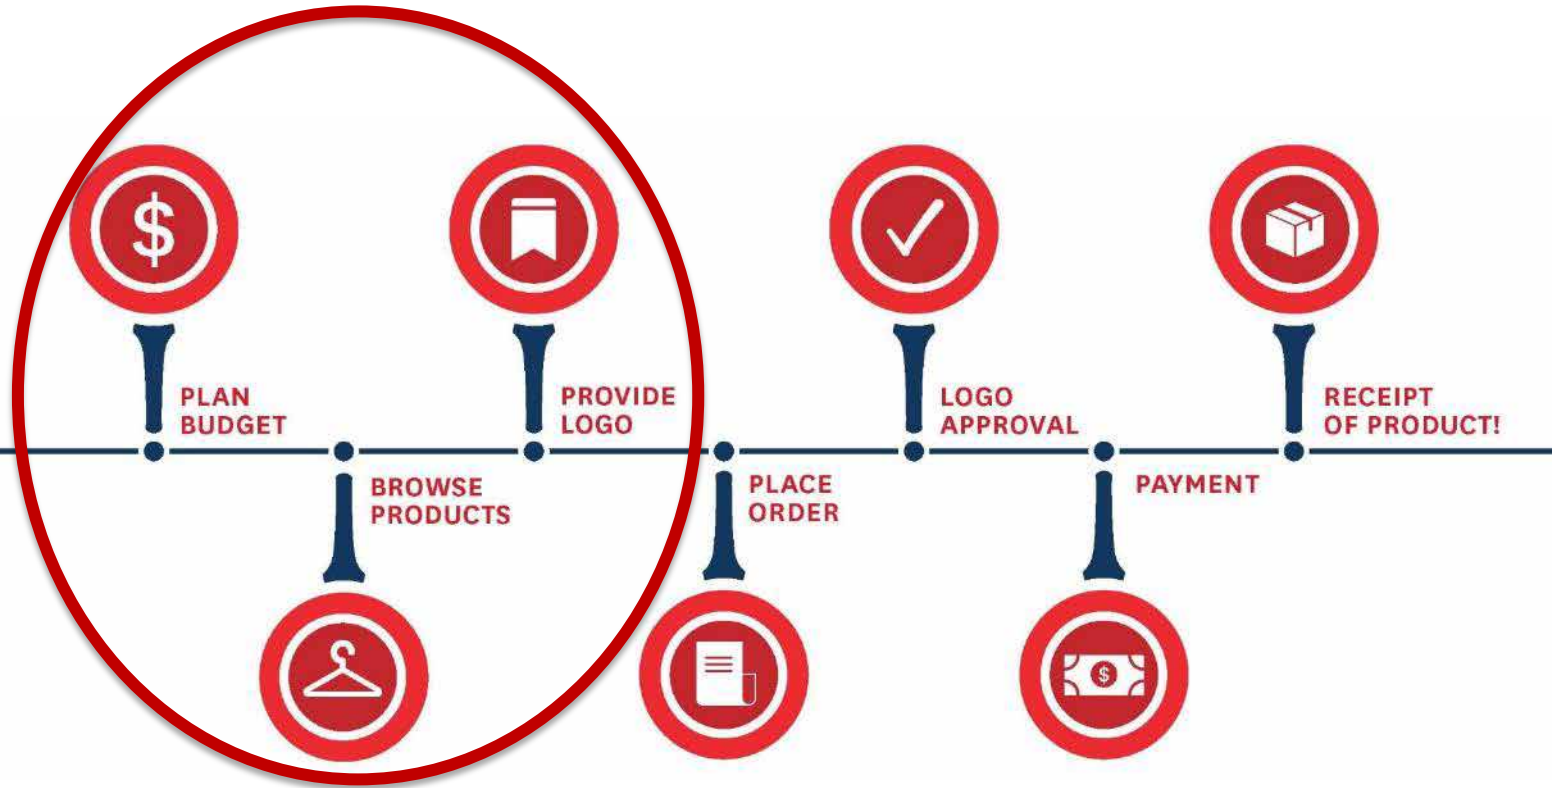 $
PLAN
BUDGET
BROWSE
PRODUCTS
PROVIDE
LOGO
PLACE
ORDER
LOGO
APPROVAL
PAYMENT
$
RECEIPT
OF PRODUCT!